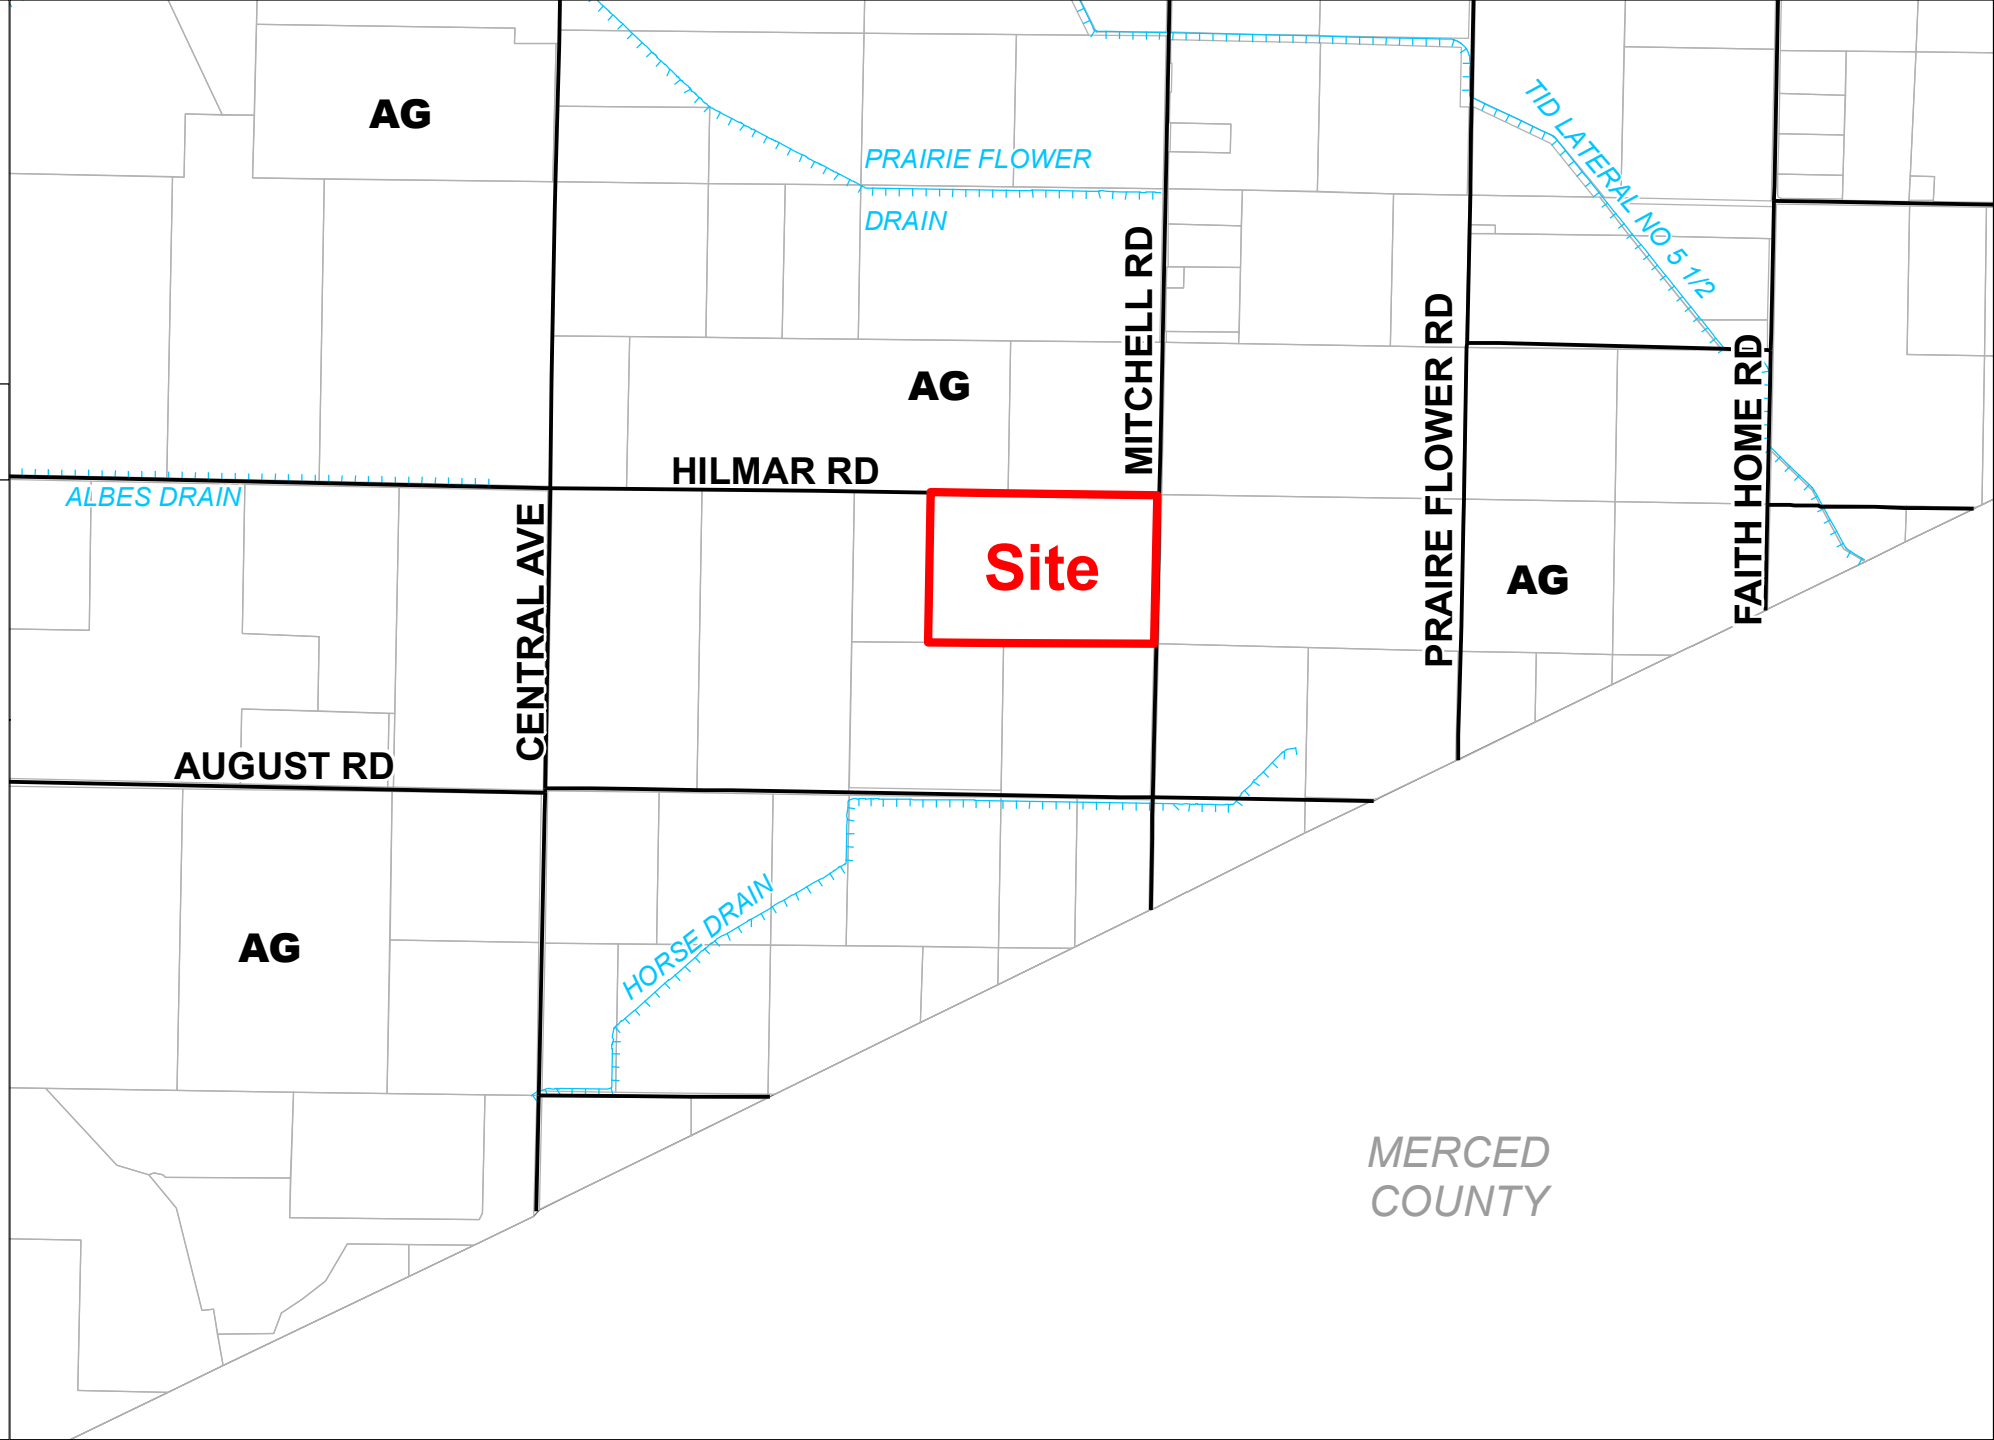 AG
PRAIRIE FLOWER
DRAIN
TID LATERAL NO 5 1/2
MITCHELL RD
PRAIRE FLOWER RD
FAITH HOME RD
AG
HILMAR RD
ALBES DRAIN
CENTRAL AVE
Site
AG
AUGUST RD
HORSE DRAIN
AG
MERCED
COUNTY